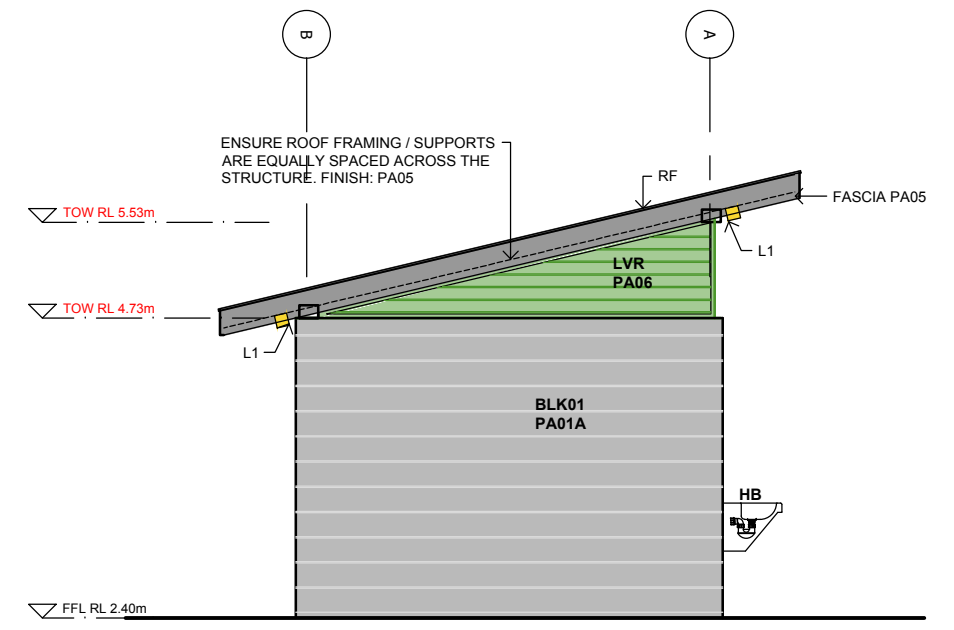 B
A
ENSURE ROOF FRAMING / SUPPORTS
ARE EQUALLY SPACED ACROSS THE
STRUCTURE. FINISH: PA05
RF
FASCIA PA05
TOW RL 5.53m
L1
LVR
PA06
TOW RL 4.73m
L1
BLK01
PA01A
HB
FFL RL 2.40m